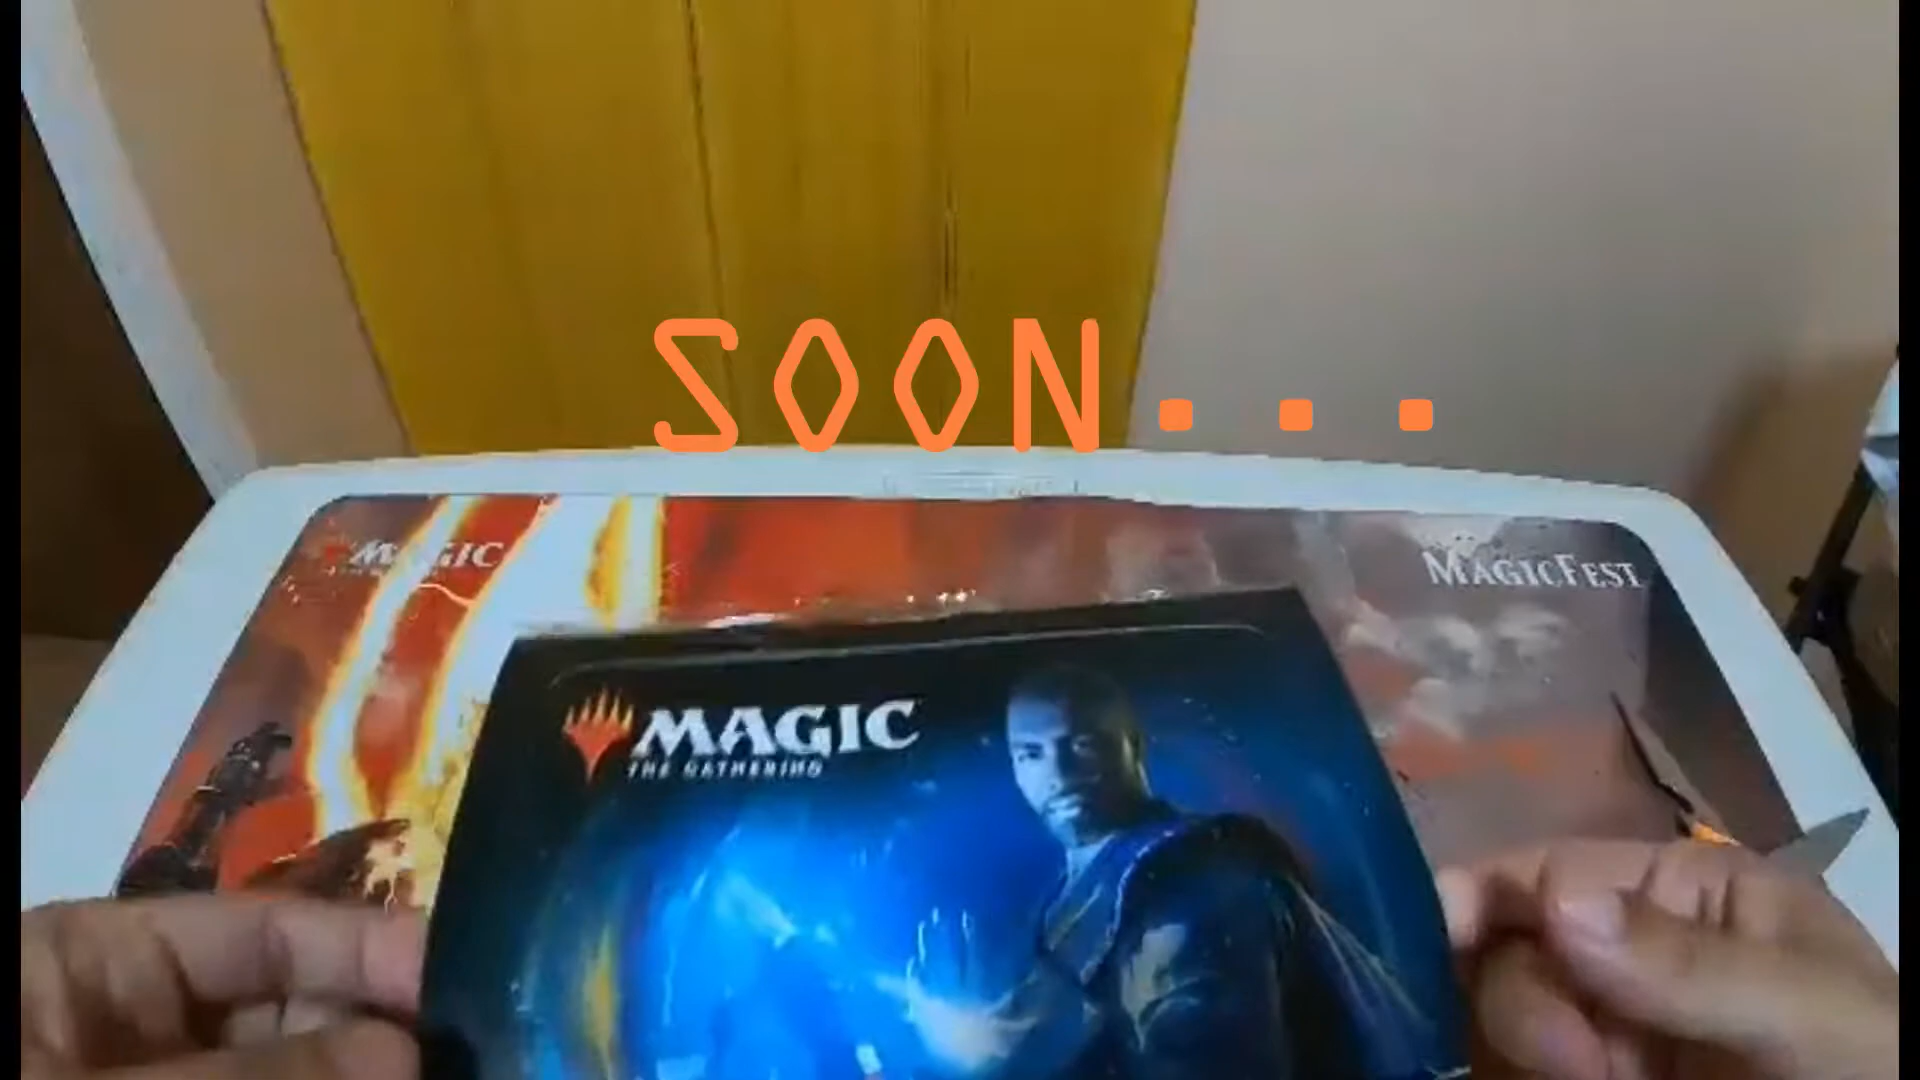 SOON...
MAGIC
MAGICFEST
MAGIC
THE GATHERING